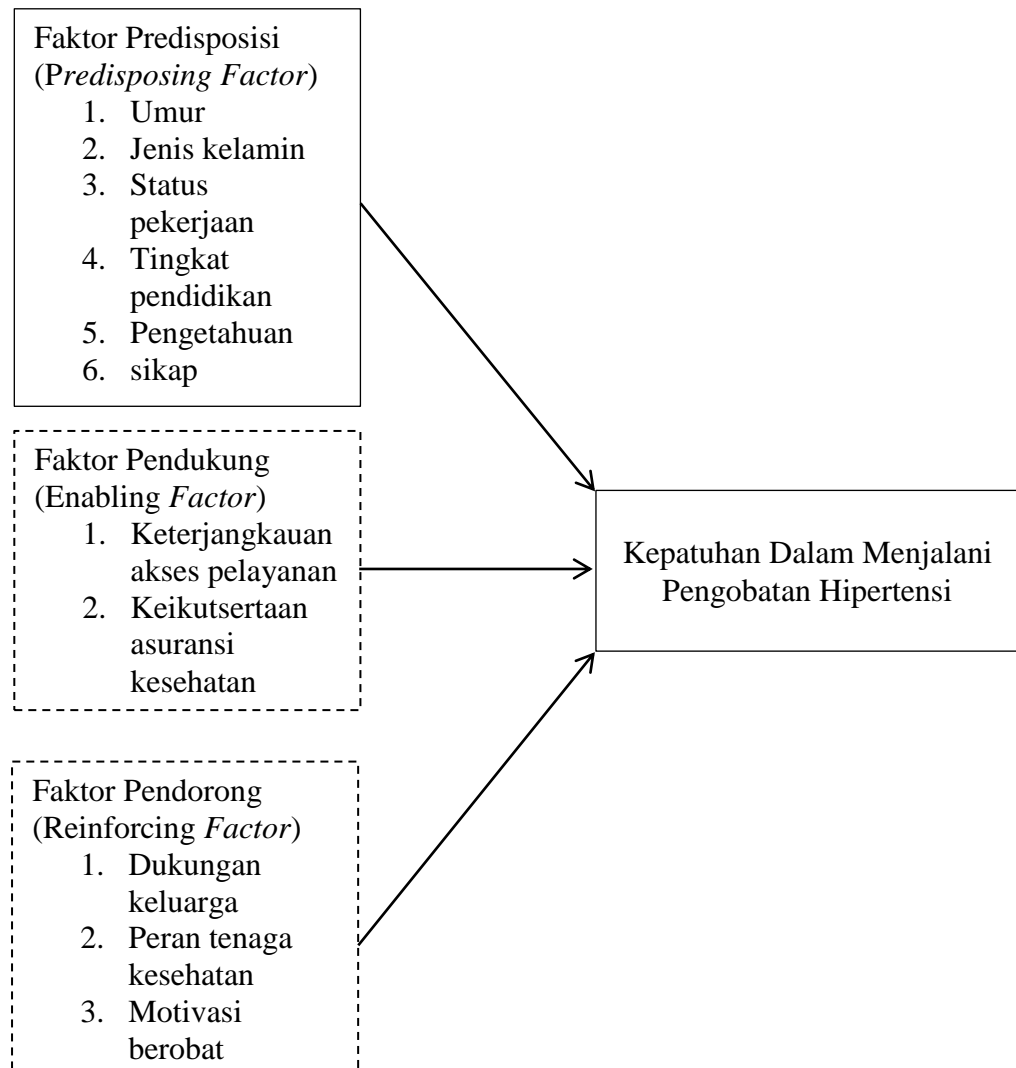 Faktor Predisposisi
(Predisposing Factor)
1. Umur
2. Jenis kelamin
3. Status
pekerjaan
4. Tingkat
pendidikan
5. Pengetahuan
6. sikap
Faktor Pendukung
(Enabling Factor)
1. Keterjangkauan
akses pelayanan
2. Keikutsertaan
asuransi
kesehatan
Faktor Pendorong
(Reinforcing Factor)
1. Dukungan
keluarga
2. Peran tenaga
kesehatan
3. Motivasi
berobat
Kepatuhan Dalam Menjalani
Pengobatan Hipertensi